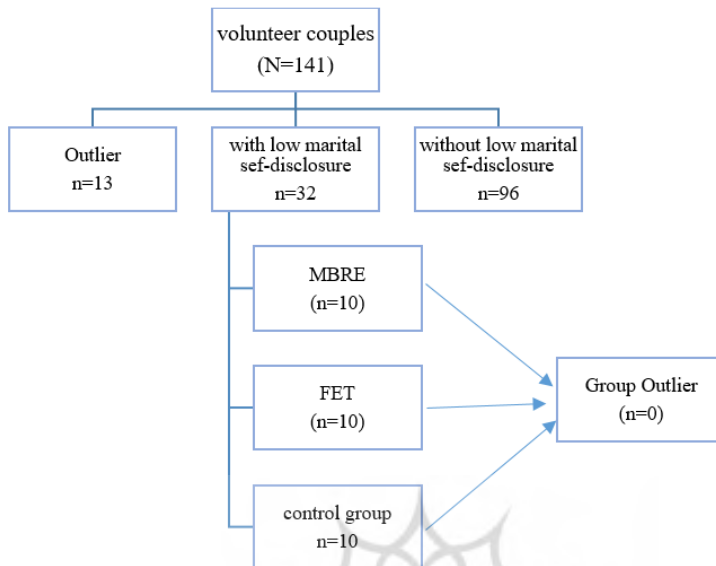 volunteer couples
(N=141)
Outlier
n=13
with low marital
sef-disclosure
n=32
without low marital
sef-disclosure
n=96
MBRE
(n=10)
FET
(n=10)
Group Outlier
(n=0)
control group
n=10